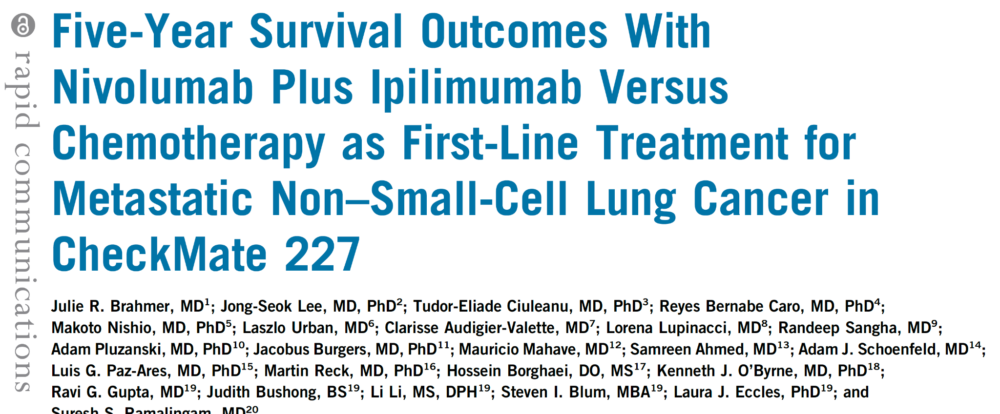 rapid communications
Five-Year Survival Outcomes With
Nivolumab Plus Ipilimumab Versus
Chemotherapy as First-Line Treatment for
Metastatic Non–Small-Cell Lung Cancer in
CheckMate 227
Julie R. Brahmer, MD¹; Jong-Seok Lee, MD, PhD²; Tudor-Eliade Ciuleanu, MD, PhD³; Reyes Bernabe Caro, MD, PhD⁴;
Makoto Nishio, MD, PhD⁵; Laszlo Urban, MD⁶; Clarisse Audigier-Valette, MD⁷; Lorena Lupinacci, MD⁸; Randeep Sangha, MD⁹;
Adam Pluzanski, MD, PhD¹⁰; Jacobus Burgers, MD, PhD¹¹; Mauricio Mahave, MD¹²; Samreen Ahmed, MD¹³; Adam J. Schoenfeld, MD¹⁴;
Luis G. Paz-Ares, MD, PhD¹⁵; Martin Reck, MD, PhD¹⁶; Hossein Borghaei, DO, MS¹⁷; Kenneth J. O’Byrne, MD, PhD¹⁸;
Ravi G. Gupta, MD¹⁹; Judith Bushong, BS¹⁹; Li Li, MS, DPH¹⁹; Steven I. Blum, MBA¹⁹; Laura J. Eccles, PhD¹⁹; and
Suresh S. Ramalingam, MD²⁰